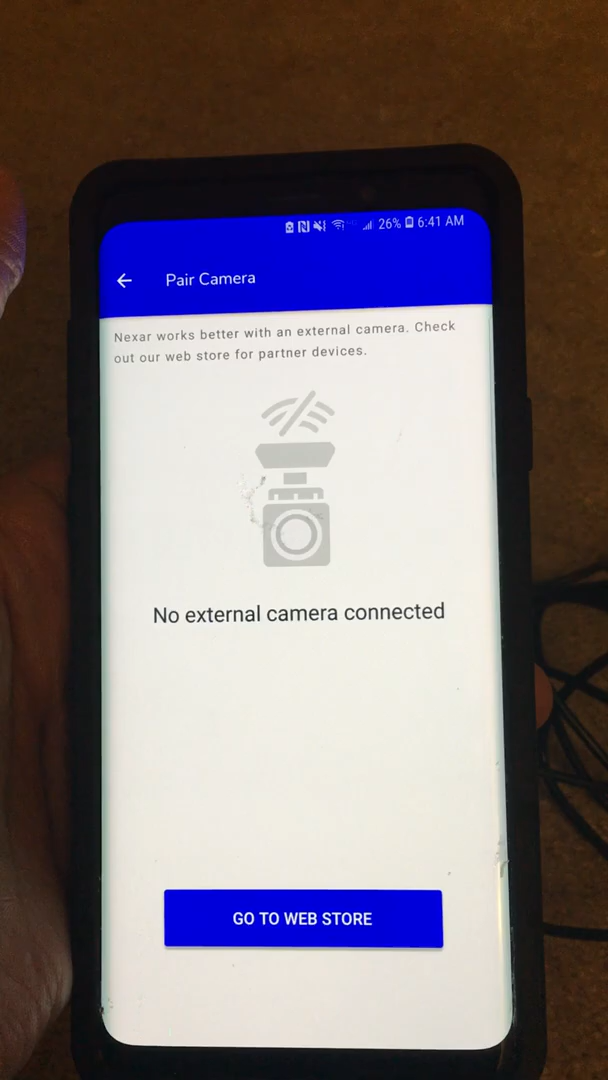 26% 6:41 AM
Pair Camera
Nexar works better with an external camera. Check
out our web store for partner devices.
No external camera connected
GO TO WEB STORE